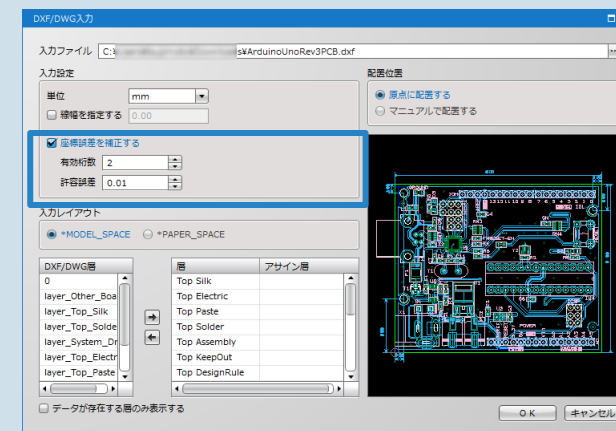 DXF/DWG入力
入力ファイル C:¥ s¥ArduinoUnoRev3PCB.dxf
入力設定
単位 mm
線幅を指定する 0.00
座標誤差を補正する
有効桁数 2
許容誤差 0.01
入力レイアウト
*MODEL_SPACE *PAPER_SPACE
DXF/DWG層
0
layer_Other_Boa
layer_Top_Silk
layer_Top_Solde
layer_System_Dr
layer_Top_Electr
layer_Top_Paste
層 アサイン層
Top Silk
Top Electric
Top Paste
Top Solder
Top Assembly
Top KeepOut
Top DesignRule
データが存在する層のみ表示する
配置位置
原点に配置する
マニュアルで配置する
POWER
OK キャンセル